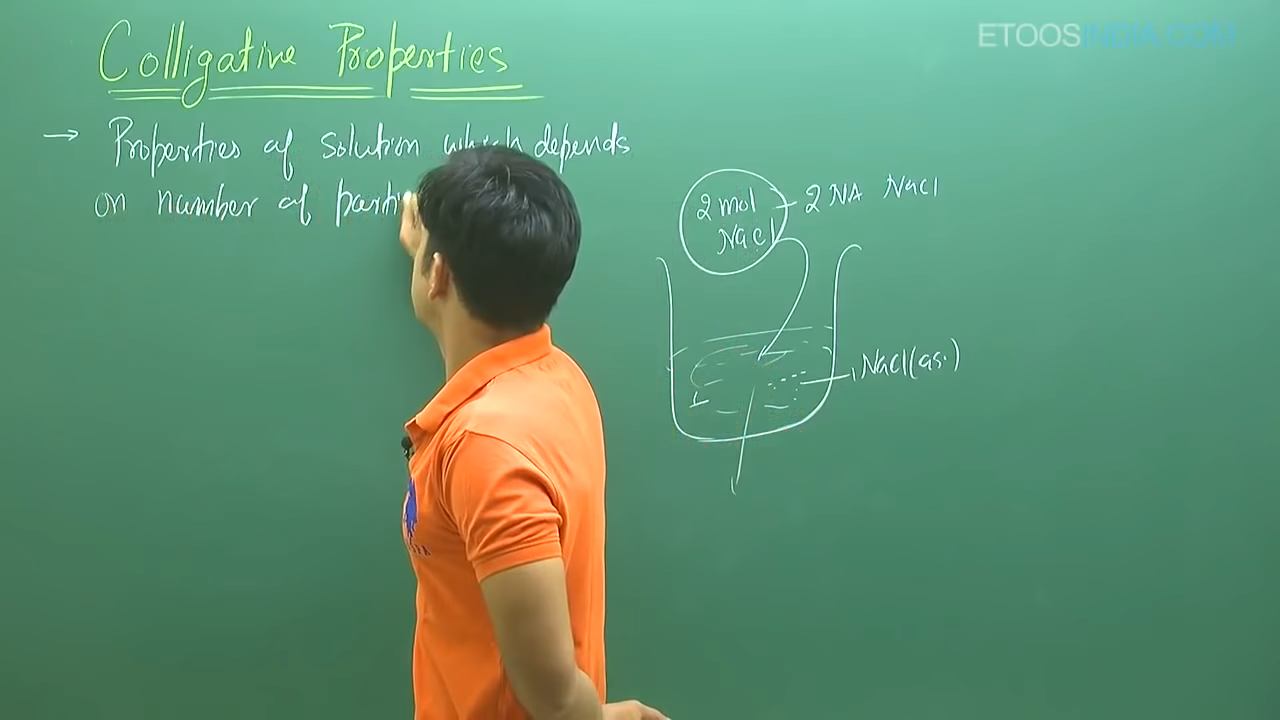 Colligative Properties
ETOOSINDIA.COM
→ Properties of solution which depends
on number of parti
2 mol
NaCl
2 NA NaCl
NaCl(aq.)